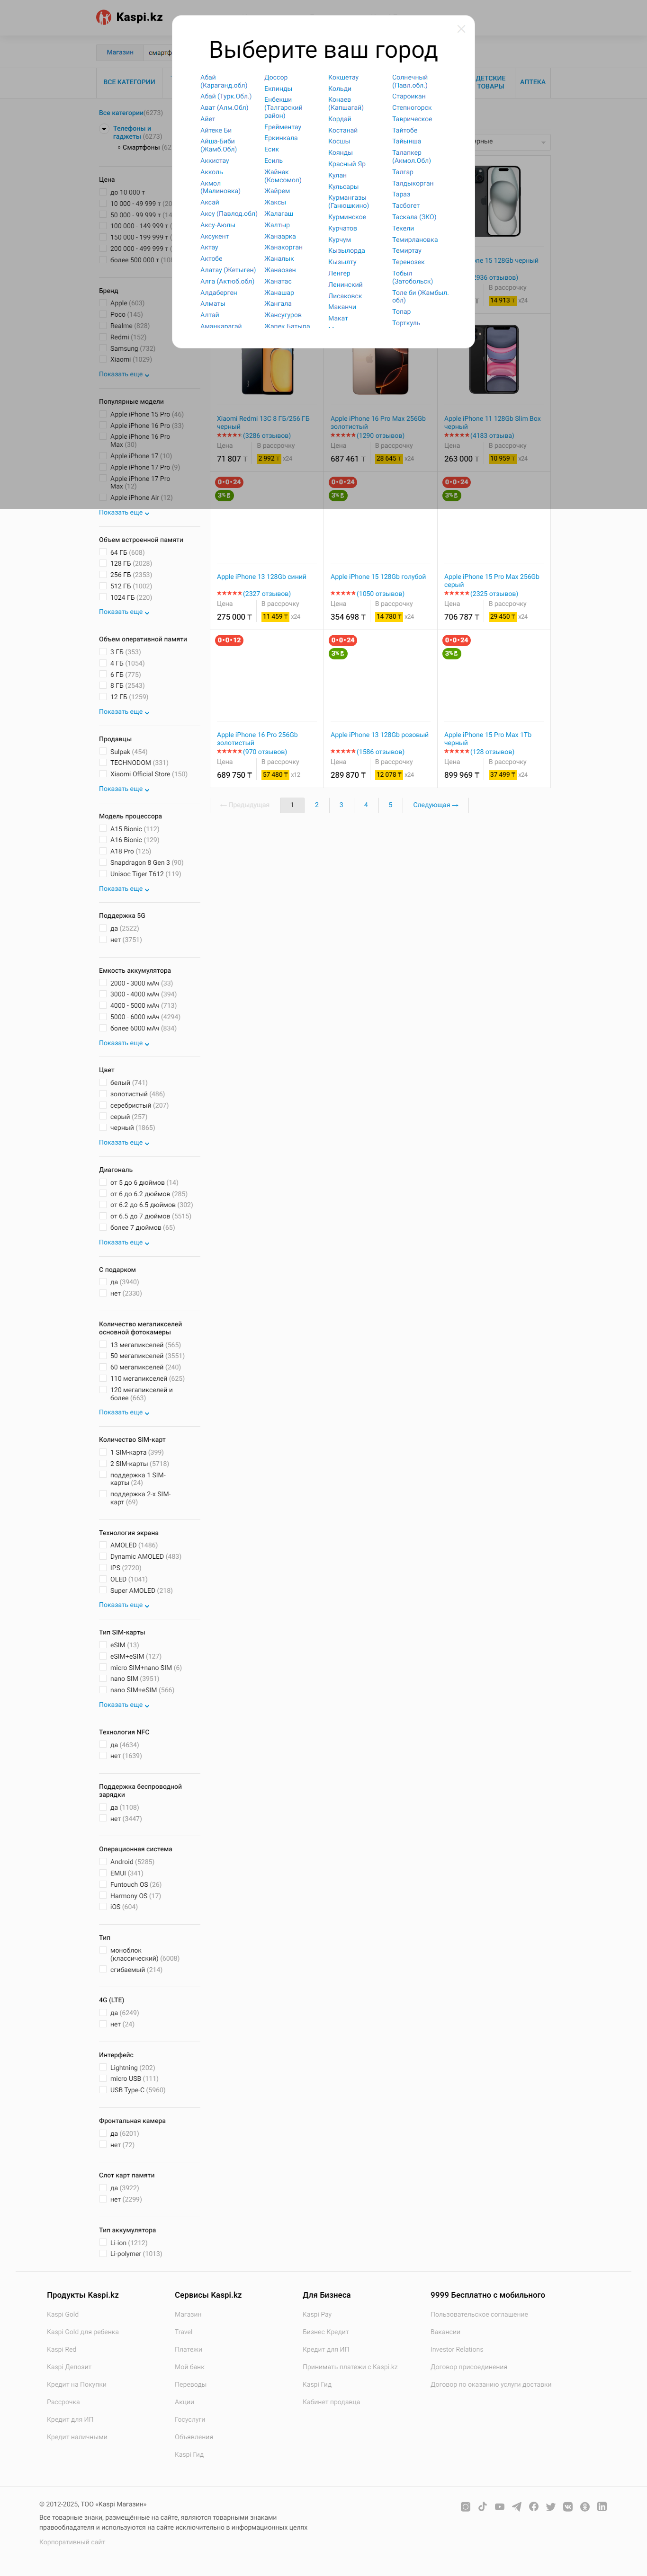 Kaspi.kz
Магазин
смартф
ВСЕ КАТЕГОРИИ
ДЕТСКИЕ
ТОВАРЫ
АПТЕКА
Выберите ваш город
Абай
(Караганд.обл)
Абай (Турк.Обл.)
Ават (Алм.Обл)
Айет
Айтеке Би
Айша-Биби
(Жамб.Обл)
Аккистау
Акколь
Акмол
(Малиновка)
Аксай
Аксу (Павлод.обл)
Аксу-Аюлы
Аксукент
Актау
Актобе
Алатау (Жетыген)
Алга (Актюб.обл)
Алдаберген
Алматы
Алтай
Аманкарагай
Доссор
Екпинды
Енбекши
(Талгарский
район)
Ерейментау
Еркинкала
Есик
Есиль
Жайнак
(Комсомол)
Жайрем
Жаксы
Жалагаш
Жалтыр
Жанаарка
Жанакорган
Жаналык
Жанаозен
Жанатас
Жанашар
Жангала
Жансугуров
Жапек Батыра
Кокшетау
Кольди
Конаев
(Капшагай)
Кордай
Костанай
Косшы
Коянды
Красный Яр
Кулан
Кульсары
Курмангазы
(Ганюшкино)
Курминское
Курчатов
Курчум
Кызылорда
Кызылту
Ленгер
Ленинский
Лисаковск
Маканчи
Макат
Солнечный
(Павл.обл.)
Староикан
Степногорск
Таврическое
Тайтобе
Тайынша
Талапкер
(Акмол.Обл)
Талгар
Талдыкорган
Тараз
Тасбогет
Таскала (ЗКО)
Текели
Темирлановка
Темиртау
Теренозек
Тобыл
(Затобольск)
Толе би (Жамбыл.
обл)
Топар
Торткуль
Все категории(6273)
Телефоны и
гаджеты (6273)
Смартфоны (62
Цена
до 10 000 т
10 000 - 49 999 т (20
50 000 - 99 999 т (14
100 000 - 149 999 т (
150 000 - 199 999 т (
200 000 - 499 999 т (
более 500 000 т (10
Бренд
Apple (603)
Poco (145)
Realme (828)
Redmi (152)
Samsung (732)
Xiaomi (1029)
Показать еще
Популярные модели
Apple iPhone 15 Pro (46)
Apple iPhone 16 Pro (33)
Apple iPhone 16 Pro
Max (36)
Apple iPhone 17 (10)
Apple iPhone 17 Pro (9)
Apple iPhone 17 Pro
Max (12)
Apple iPhone Air (12)
Показать еще
Объем встроенной памяти
64 ГБ (608)
128 ГБ (2028)
256 ГБ (2353)
512 ГБ (1002)
1024 ГБ (220)
Показать еще
Объем оперативной памяти
3 ГБ (353)
4 ГБ (1054)
6 ГБ (775)
8 ГБ (2543)
12 ГБ (1259)
Показать еще
Продавцы
Sulpak (454)
TECHNODOM (331)
Xiaomi Official Store (150)
Показать еще
Модель процессора
A15 Bionic (112)
A16 Bionic (129)
A18 Pro (125)
Snapdragon 8 Gen 3 (90)
Unisoc Tiger T612 (119)
Показать еще
Поддержка 5G
да (2522)
нет (3751)
Емкость аккумулятора
2000 - 3000 мАч (33)
3000 - 4000 мАч (394)
4000 - 5000 мАч (713)
5000 - 6000 мАч (4294)
более 6000 мАч (834)
Показать еще
Цвет
белый (741)
золотистый (486)
серебристый (207)
серый (257)
черный (1865)
Показать еще
Диагональ
от 5 до 6 дюймов (14)
от 6 до 6.2 дюймов (285)
от 6.2 до 6.5 дюймов (302)
от 6.5 до 7 дюймов (5515)
более 7 дюймов (65)
Показать еще
С подарком
да (3940)
нет (2330)
Количество мегапикселей
основной фотокамеры
13 мегапикселей (565)
50 мегапикселей (3551)
60 мегапикселей (240)
110 мегапикселей (625)
120 мегапикселей и
более (663)
Показать еще
Количество SIM-карт
1 SIM-карта (399)
2 SIM-карты (5718)
поддержка 1 SIM-
карты (24)
поддержка 2-х SIM-
карт (69)
Технология экрана
AMOLED (1486)
Dynamic AMOLED (483)
IPS (2720)
OLED (1041)
Super AMOLED (218)
Показать еще
Тип SIM-карты
eSIM (13)
eSIM+eSIM (127)
micro SIM+nano SIM (6)
nano SIM (3951)
nano SIM+eSIM (566)
Показать еще
Технология NFC
да (4634)
нет (1639)
Поддержка беспроводной
зарядки
да (1108)
нет (3447)
Операционная система
Android (5285)
EMUI (341)
Funtouch OS (26)
Harmony OS (17)
iOS (604)
Тип
моноблок
(классический) (6008)
сгибаемый (214)
4G (LTE)
да (6249)
нет (24)
Интерфейс
Lightning (202)
micro USB (111)
USB Type-C (5960)
Фронтальная камера
да (6201)
нет (72)
Слот карт памяти
да (3922)
нет (2299)
Тип аккумулятора
Li-ion (1212)
Li-polymer (1013)
ярные
one 15 128Gb черный
2936 отзывов)
В рассрочку
14 913 ₸ x24
Xiaomi Redmi 13C 8 ГБ/256 ГБ
черный
(3286 отзывов)
Цена В рассрочку
71 807 ₸ 2 992 ₸ x24
Apple iPhone 16 Pro Max 256Gb
золотистый
(1290 отзывов)
Цена В рассрочку
687 461 ₸ 28 645 ₸ x24
Apple iPhone 11 128Gb Slim Box
черный
(4183 отзыва)
Цена В рассрочку
263 000 ₸ 10 959 ₸ x24
0·0·24
3%Б
Apple iPhone 13 128Gb синий
(2327 отзывов)
Цена В рассрочку
275 000 ₸ 11 459 ₸ x24
0·0·24
3%Б
Apple iPhone 15 128Gb голубой
(1050 отзывов)
Цена В рассрочку
354 698 ₸ 14 780 ₸ x24
0·0·24
3%Б
Apple iPhone 15 Pro Max 256Gb
серый
(2325 отзывов)
Цена В рассрочку
706 787 ₸ 29 450 ₸ x24
0·0·12
Apple iPhone 16 Pro 256Gb
золотистый
(970 отзывов)
Цена В рассрочку
689 750 ₸ 57 480 ₸ x12
0·0·24
3%Б
Apple iPhone 13 128Gb розовый
(1586 отзывов)
Цена В рассрочку
289 870 ₸ 12 078 ₸ x24
0·0·24
3%Б
Apple iPhone 15 Pro Max 1Tb
черный
(128 отзывов)
Цена В рассрочку
899 969 ₸ 37 499 ₸ x24
← Предыдущая 1 2 3 4 5 Следующая →
Продукты Kaspi.kz
Kaspi Gold
Kaspi Gold для ребенка
Kaspi Red
Kaspi Депозит
Кредит на Покупки
Рассрочка
Кредит для ИП
Кредит наличными
Сервисы Kaspi.kz
Магазин
Travel
Платежи
Мой банк
Переводы
Акции
Госуслуги
Объявления
Kaspi Гид
Для Бизнеса
Kaspi Pay
Бизнес Кредит
Кредит для ИП
Принимать платежи с Kaspi.kz
Kaspi Гид
Кабинет продавца
9999 Бесплатно с мобильного
Пользовательское соглашение
Вакансии
Investor Relations
Договор присоединения
Договор по оказанию услуги доставки
© 2012-2025, ТОО «Kaspi Магазин»
Все товарные знаки, размещённые на сайте, являются товарными знаками
правообладателя и используются на сайте исключительно в информационных целях
Корпоративный сайт